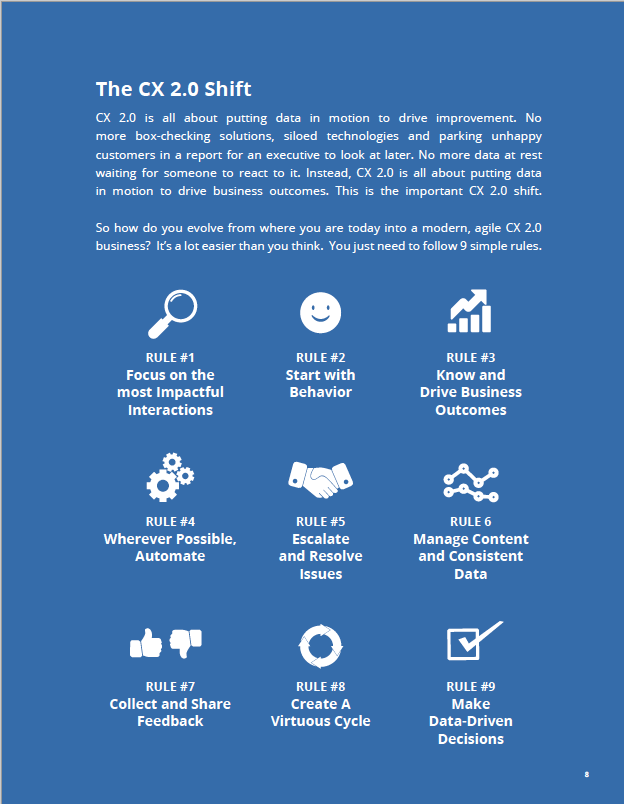 The CX 2.0 Shift
CX 2.0 is all about putting data in motion to drive improvement. No
more box-checking solutions, siloed technologies and parking unhappy
customers in a report for an executive to look at later. No more data at rest
waiting for someone to react to it. Instead, CX 2.0 is all about putting data
in motion to drive business outcomes. This is the important CX 2.0 shift.
So how do you evolve from where you are today into a modern, agile CX 2.0
business? It's a lot easier than you think. You just need to follow 9 simple rules.
RULE #1
Focus on the
most Impactful
Interactions
RULE #2
Start with
Behavior
RULE #3
Know and
Drive Business
Outcomes
RULE #4
Wherever Possible,
Automate
RULE #5
Escalate
and Resolve
Issues
RULE 6
Manage Content
and Consistent
Data
RULE #7
Collect and Share
Feedback
RULE #8
Create A
Virtuous Cycle
RULE #9
Make
Data-Driven
Decisions
8